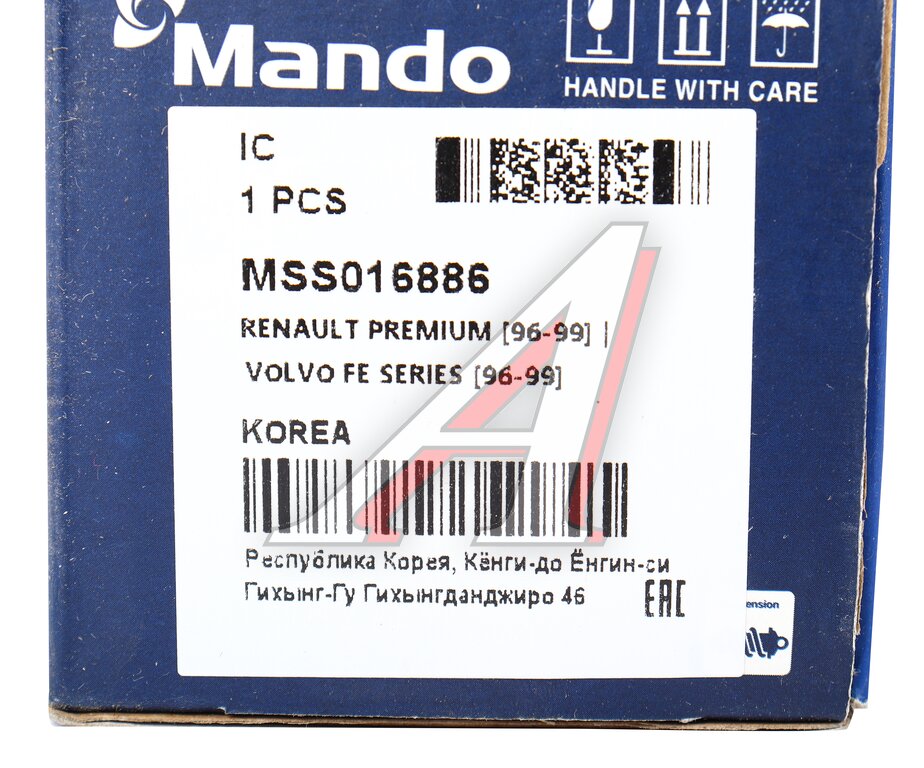 Mando
HANDLE WITH CARE
IC
1 PCS
MSS016886
RENAULT PREMIUM [96-99] |
VOLVO FE SERIES [96-99]
KOREA
Республика Корея, Кёнги-до Ёнгин-си
Гихынг-Гу Гихынгданджиро 46
EAC
ension